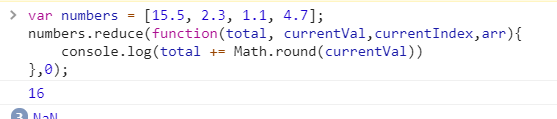 > var numbers = [15.5, 2.3, 1.1, 4.7];
numbers.reduce(function(total, currentVal,currentIndex,arr){
    console.log(total += Math.round(currentVal))
},0);
16
3 NaN